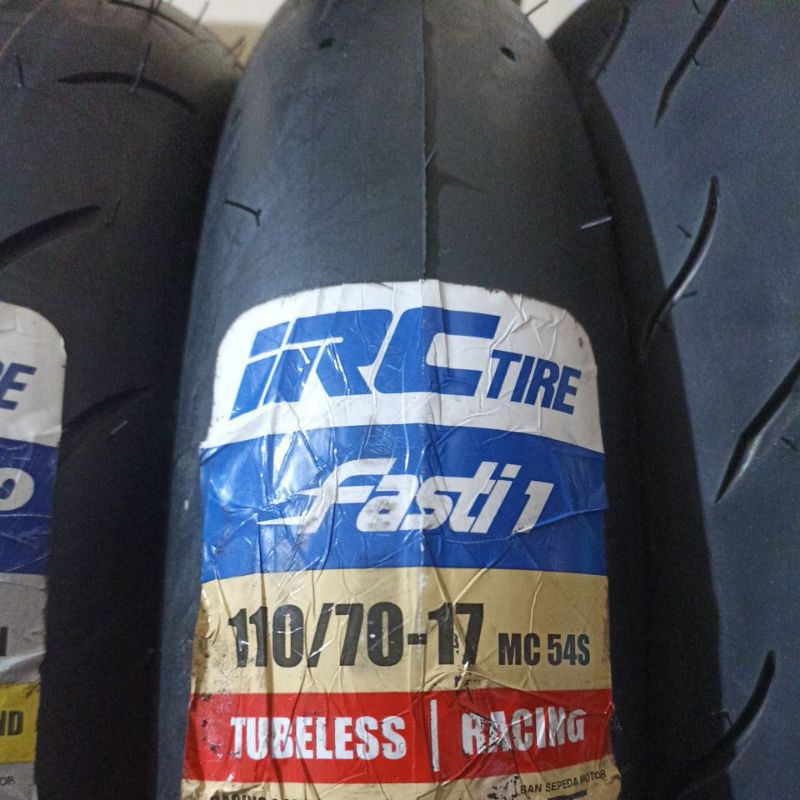 iRC TIRE
Fasti 1
110/70-17 MC 54S
TUBELESS | RACING
BAN SEPEDA MOTOR